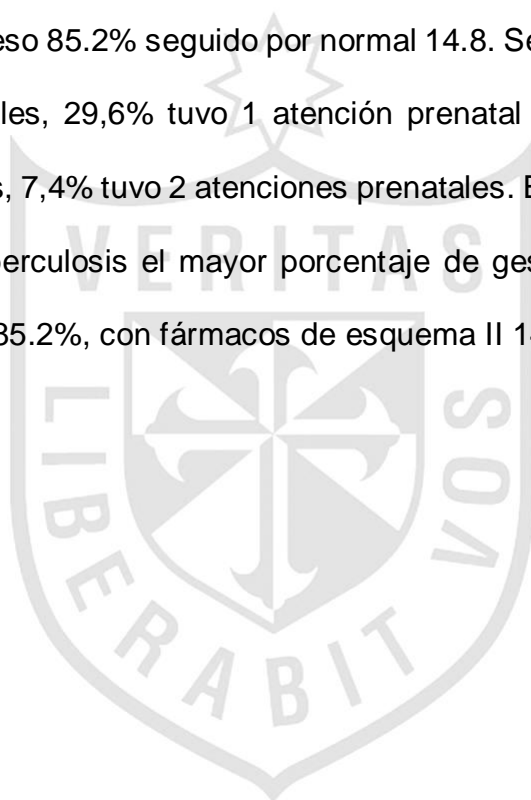 eso 85.2% seguido por normal 14.8. Se
les, 29,6% tuvo 1 atención prenatal
s, 7,4% tuvo 2 atenciones prenatales.
berculosis el mayor porcentaje de ges
85.2%, con fármacos de esquema II 1
VERITAS
LIBERABIT
VOS